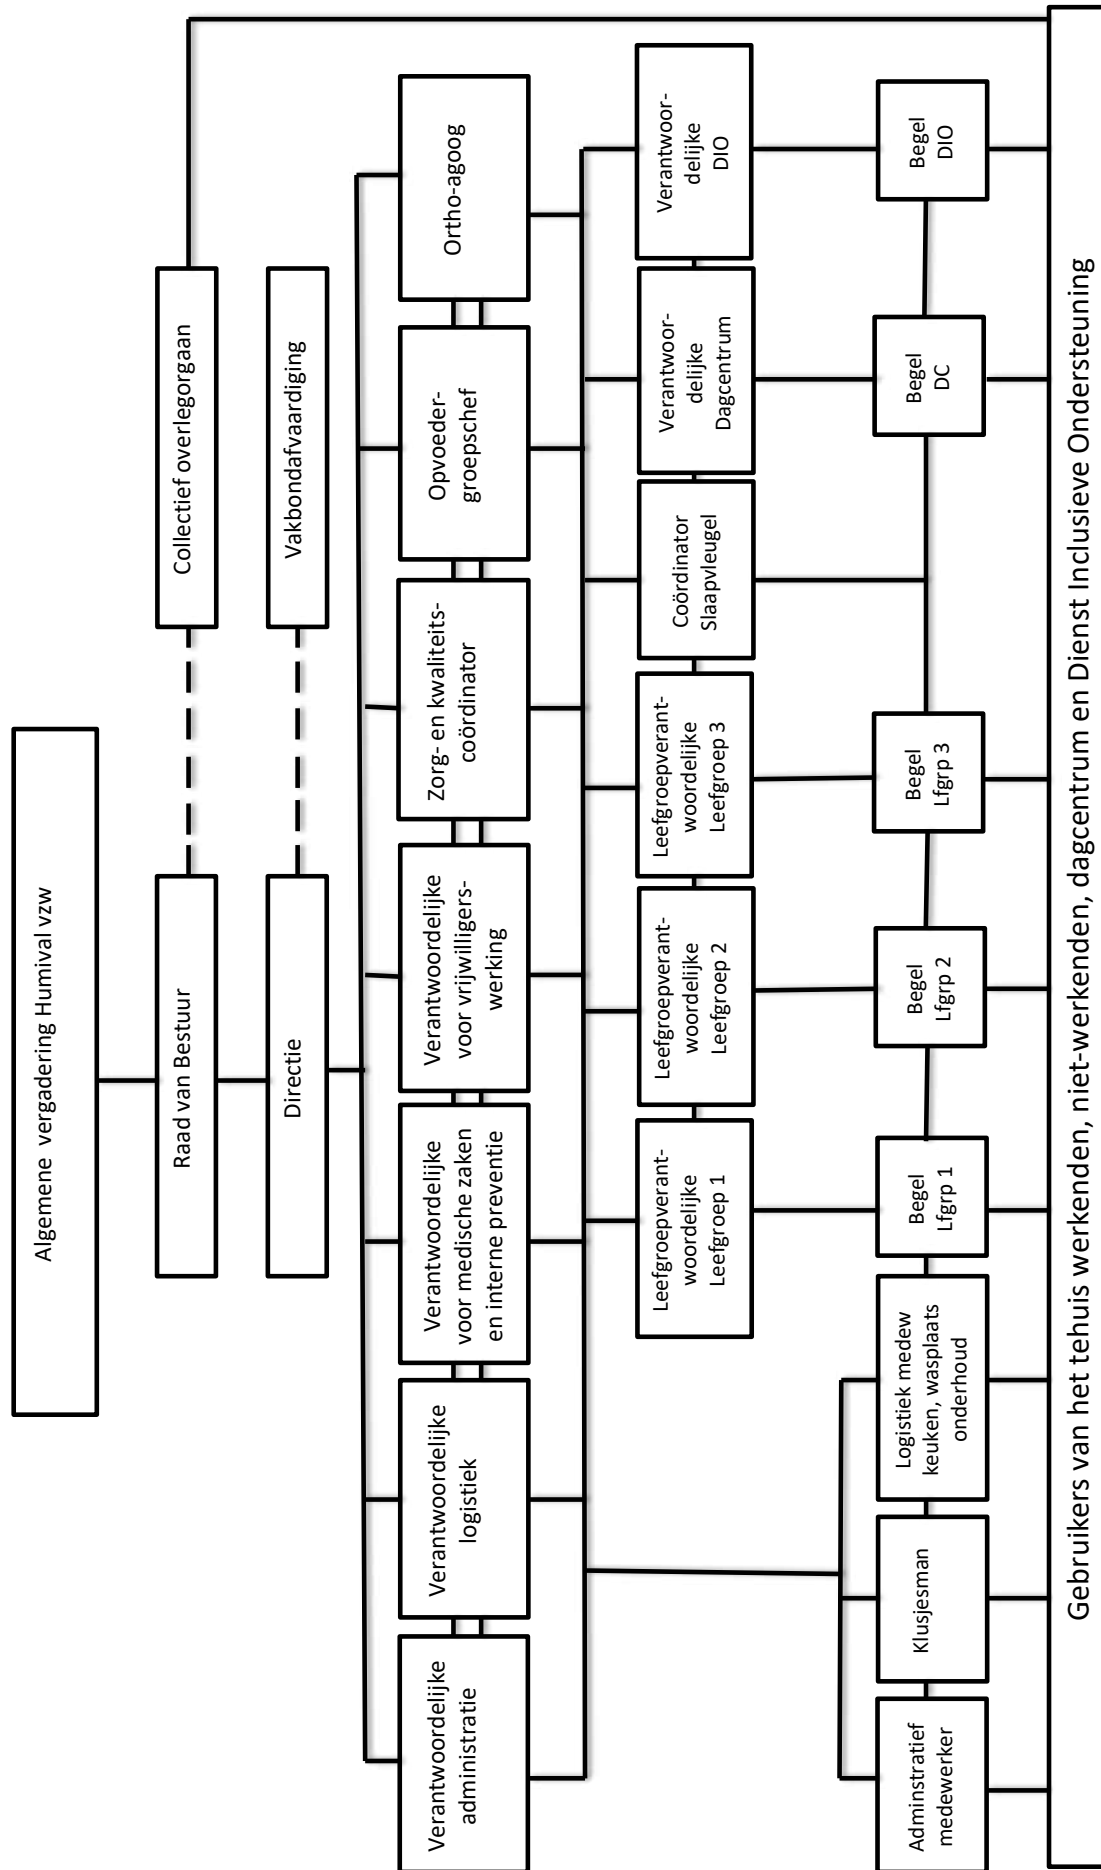 Algemene  vergadering Humival vzw
Raad van Bestuur
Collectief overlegorgaan
Directie
Vakbondafvaardiging
Verantwoordelijke
administratie
Verantwoordelijke
logistiek
Verantwoordelijke
voor medische zaken
en interne preventie
Verantwoordelijke
voor vrijwilligers-
werking
Zorg- en kwaliteits-
coördinator
Opvoeder-
groepschef
Ortho-agoog
Leefgroepverant-
woordelijke
Leefgroep 1
Leefgroepverant-
woordelijke
Leefgroep 2
Leefgroepverant-
woordelijke
Leefgroep 3
Coördinator
Slaapvleugel
Verantwoor-
delijke
Dagcentrum
Verantwoor-
delijke
DIO
Adminstratief
medewerker
Klusjesman
Logistiek medew
keuken, wasplaats
onderhoud
Begel
Lfgrp 1
Begel
Lfgrp 2
Begel
Lfgrp 3
Begel
DC
Begel
DIO
Gebruikers van het tehuis werkenden, niet-werkenden, dagcentrum en Dienst Inclusieve Ondersteuning